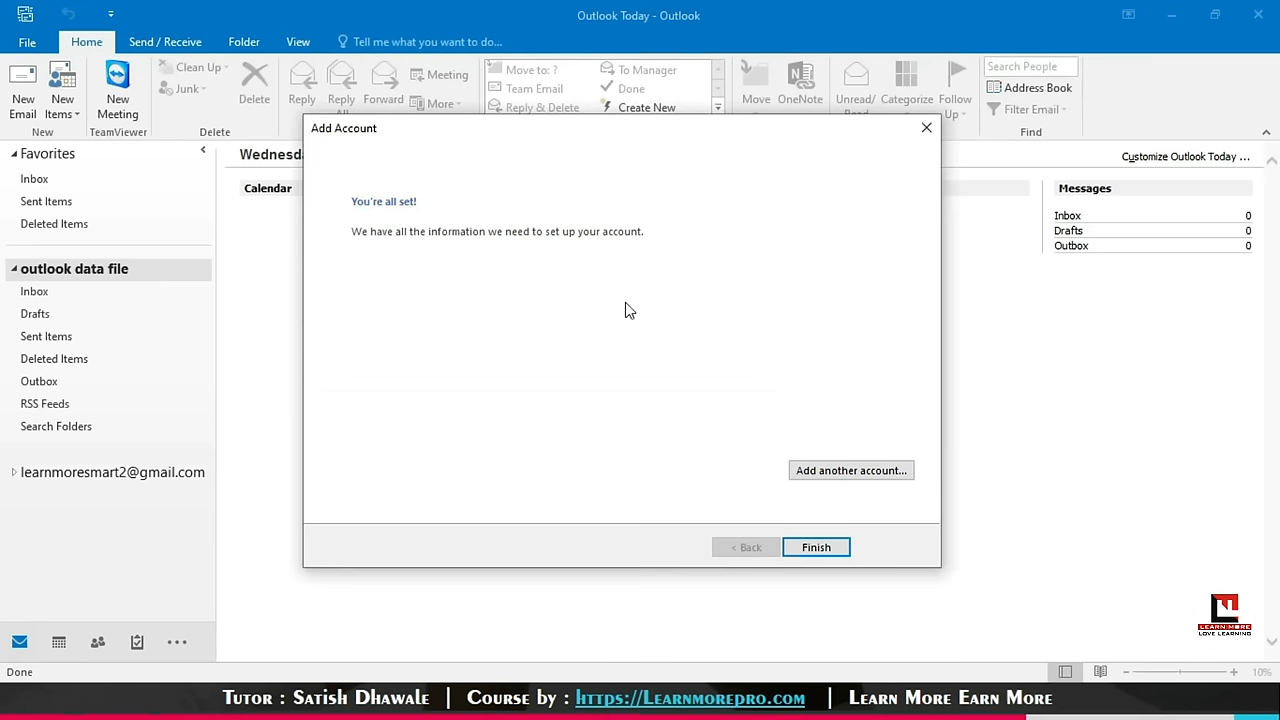 Outlook Today - Outlook
File
Home
Send / Receive
Folder
View
Tell me what you want to do...
New Email
New Items
New
New Meeting
TeamViewer
Clean Up
Junk
Delete
Delete
Reply
Reply All
Forward
Meeting
More
Move to: ?
Team Email
Reply & Delete
To Manager
Done
Create New
Move
OneNote
Unread/
Categorize
Follow Up
Search People
Address Book
Filter Email
Find
Favorites
Inbox
Sent Items
Deleted Items
outlook data file
Inbox
Drafts
Sent Items
Deleted Items
Outbox
RSS Feeds
Search Folders
learnmoresmart2@gmail.com
Wednesda
Calendar
Customize Outlook Today ...
Messages
Inbox 0
Drafts 0
Outbox 0
Add Account
You're all set!
We have all the information we need to set up your account.
Add another account...
< Back
Finish
LEARN MORE
LOVE LEARNING
Done
10%
Tutor : Satish Dhawale | Course by : https://Learnmorepro.com | Learn More Earn More